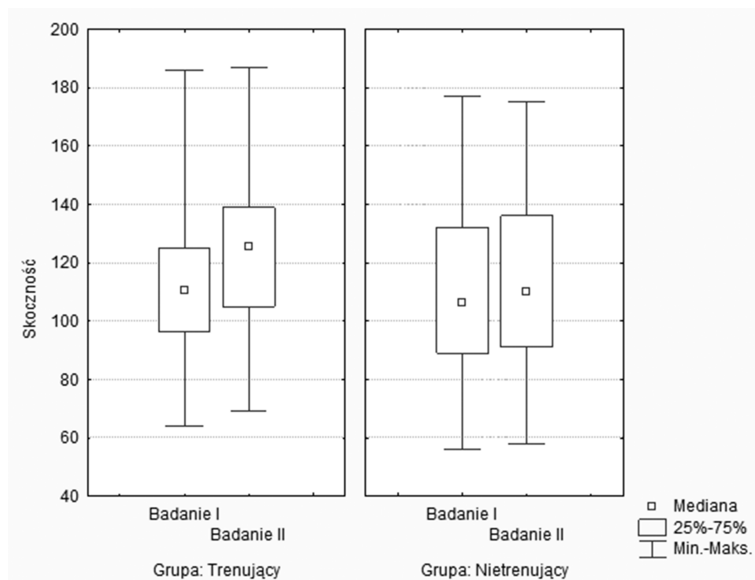 200
180
160
140
120
100
80
60
40
Skoczność
Badanie I
Badanie II
Grupa: Trenujący
Badanie I
Badanie II
Grupa: Nietrenujący
Mediana
25%-75%
Min.-Maks.